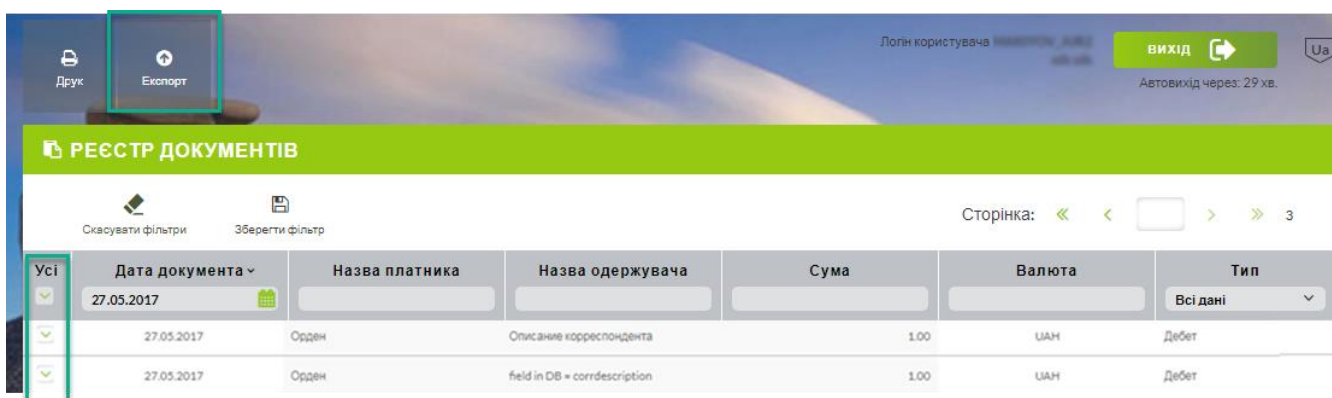 Логін користувача
Друк
Експорт
ВИХІД
Ua
Автовихід через: 29 хв.
РЕЄСТР ДОКУМЕНТІВ
Скасувати фільтри Зберегти фільтр Сторінка: « < > » 3
Усі Дата документа Назва платника Назва одержувача Сума Валюта Тип
27.05.2017 Всі дані
27.05.2017 Орден Описание корреспондента 1.00 UAH Дебет
27.05.2017 Орден field in DB = corrdescription 1.00 UAH Дебет